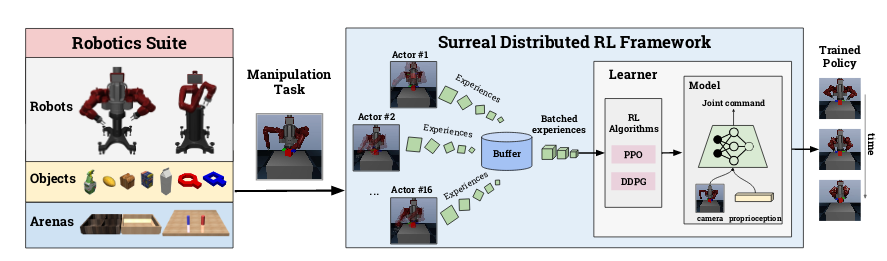 Robotics Suite
Robots
Objects
Arenas
Manipulation
Task
Surreal Distributed RL Framework
Actor #1
Experiences
Actor #2
Experiences
...
Actor #16
Experiences
Buffer
Batched
experiences
Learner
RL
Algorithms
PPO
DDPG
Model
Joint command
camera
proprioception
Trained
Policy
time